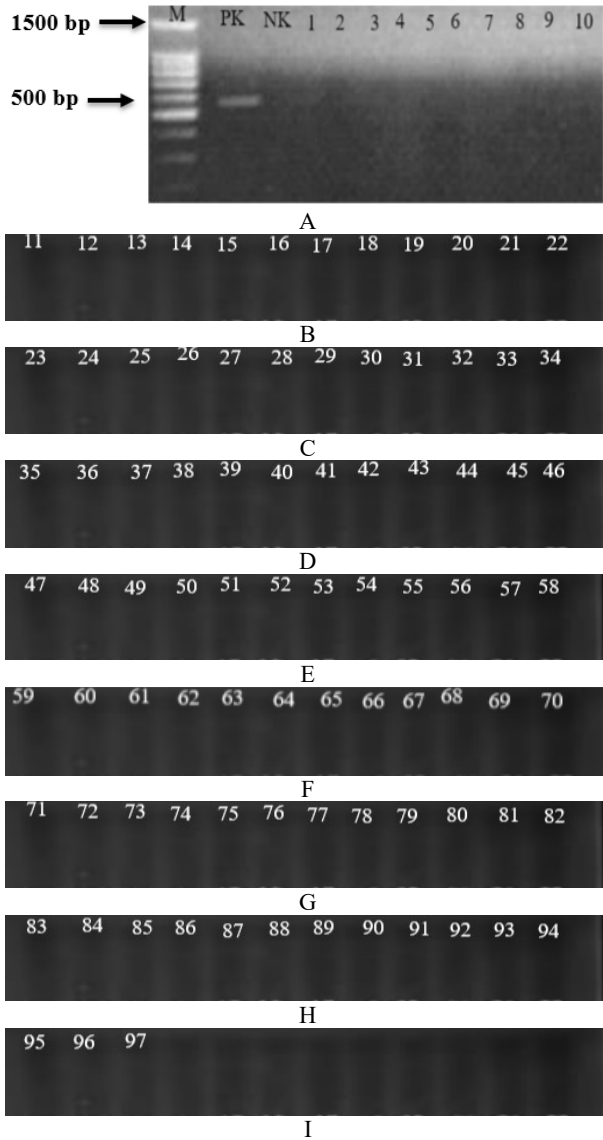 1500 bp M PK NK 1 2 3 4 5 6 7 8 9 10
500 bp
A
11 12 13 14 15 16 17 18 19 20 21 22
B
23 24 25 26 27 28 29 30 31 32 33 34
C
35 36 37 38 39 40 41 42 43 44 45 46
D
47 48 49 50 51 52 53 54 55 56 57 58
E
59 60 61 62 63 64 65 66 67 68 69 70
F
71 72 73 74 75 76 77 78 79 80 81 82
G
83 84 85 86 87 88 89 90 91 92 93 94
H
95 96 97
I